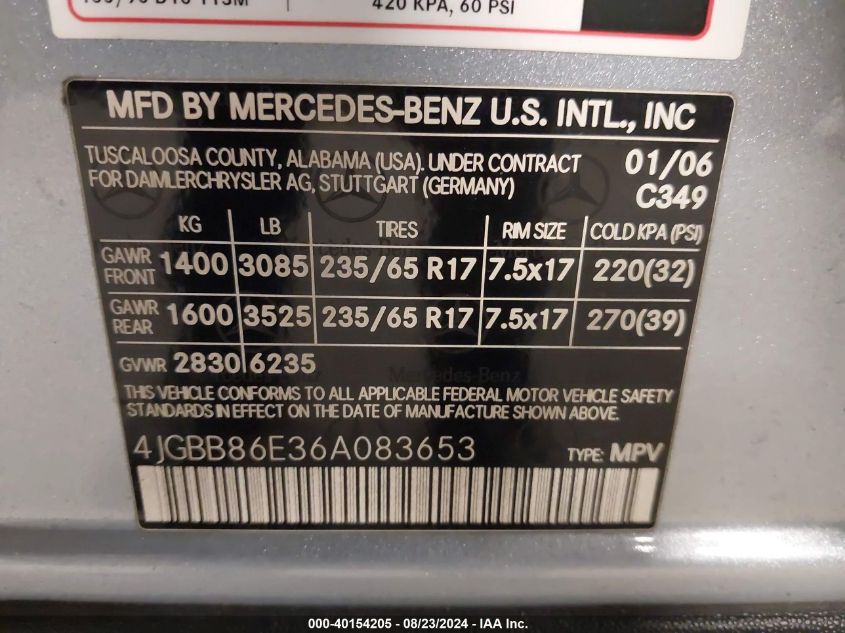 420 KPA, 60 PSI
MFD BY MERCEDES-BENZ U.S. INTL., INC
TUSCALOOSA COUNTY, ALABAMA (USA). UNDER CONTRACT 01/06
FOR DAIMLERCHRYSLER AG, STUTTGART (GERMANY) C349
KG LB TIRES RIM SIZE COLD KPA (PSI)
GAWR FRONT 1400 3085 235/65 R17 7.5x17 220(32)
GAWR REAR 1600 3525 235/65 R17 7.5x17 270(39)
GVWR 2830 6235
Mercedes-Benz
THIS VEHICLE CONFORMS TO ALL APPLICABLE FEDERAL MOTOR VEHICLE SAFETY
STANDARDS IN EFFECT ON THE DATE OF MANUFACTURE SHOWN ABOVE.
4JGBB86E36A083653 TYPE: MPV
000-40154205 - 08/23/2024 - IAA Inc.